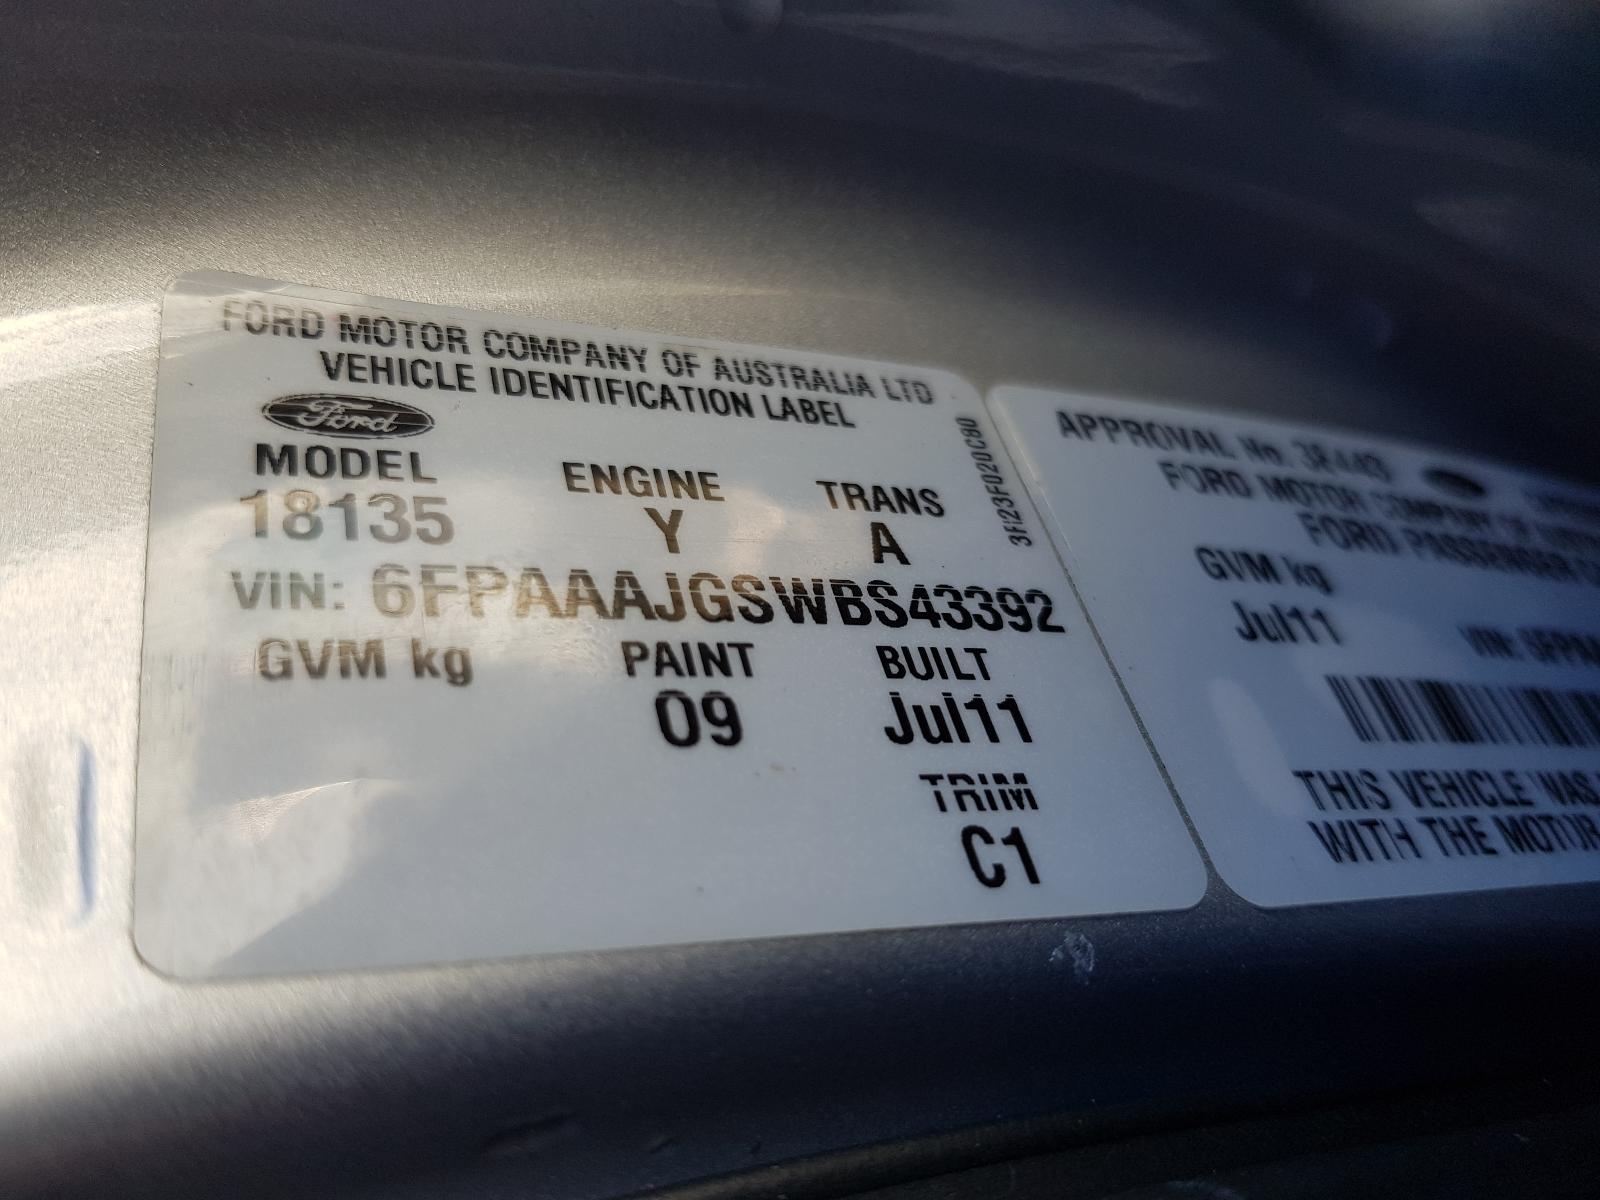 FORD MOTOR COMPANY OF AUSTRALIA LTD
VEHICLE IDENTIFICATION LABEL
Ford
MODEL ENGINE TRANS
18135 Y A
VIN: 6FPAAAJGSWBS43392
GVM kg PAINT BUILT
09 Jul11
TRIM
C1
APPROVAL No.
FORD MOTOR COMPANY OF
FORD PASSENGER
GVM kg
Jul11 VIN:
THIS VEHICLE WAS
WITH THE MOTOR